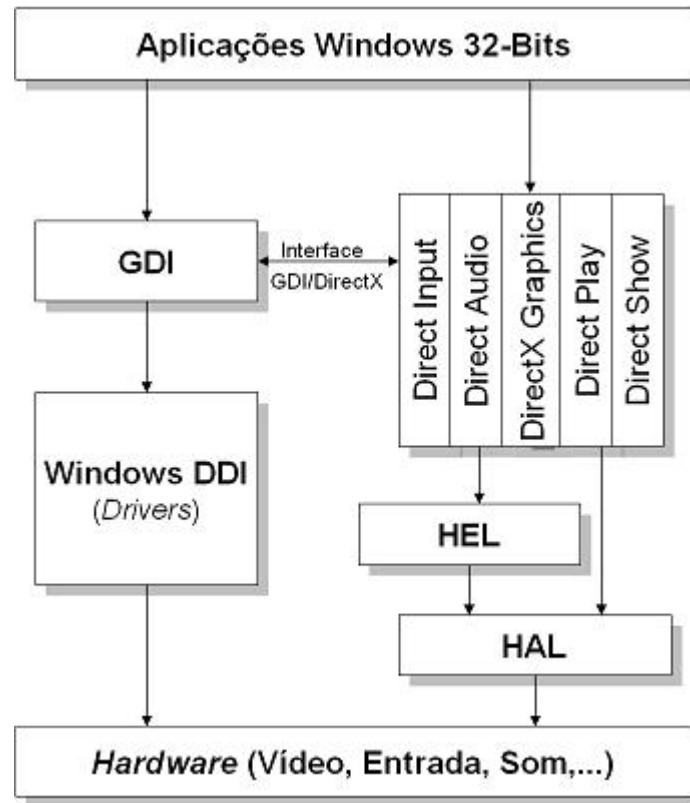 Aplicações Windows 32-Bits
GDI
Interface
GDI/DirectX
Direct Input
Direct Audio
DirectX Graphics
Direct Play
Direct Show
Windows DDI
(Drivers)
HEL
HAL
Hardware (Vídeo, Entrada, Som,...)